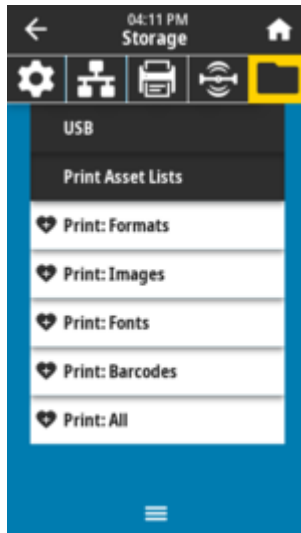 04:11 PM
Storage
USB
Print Asset Lists
Print: Formats
Print: Images
Print: Fonts
Print: Barcodes
Print: All